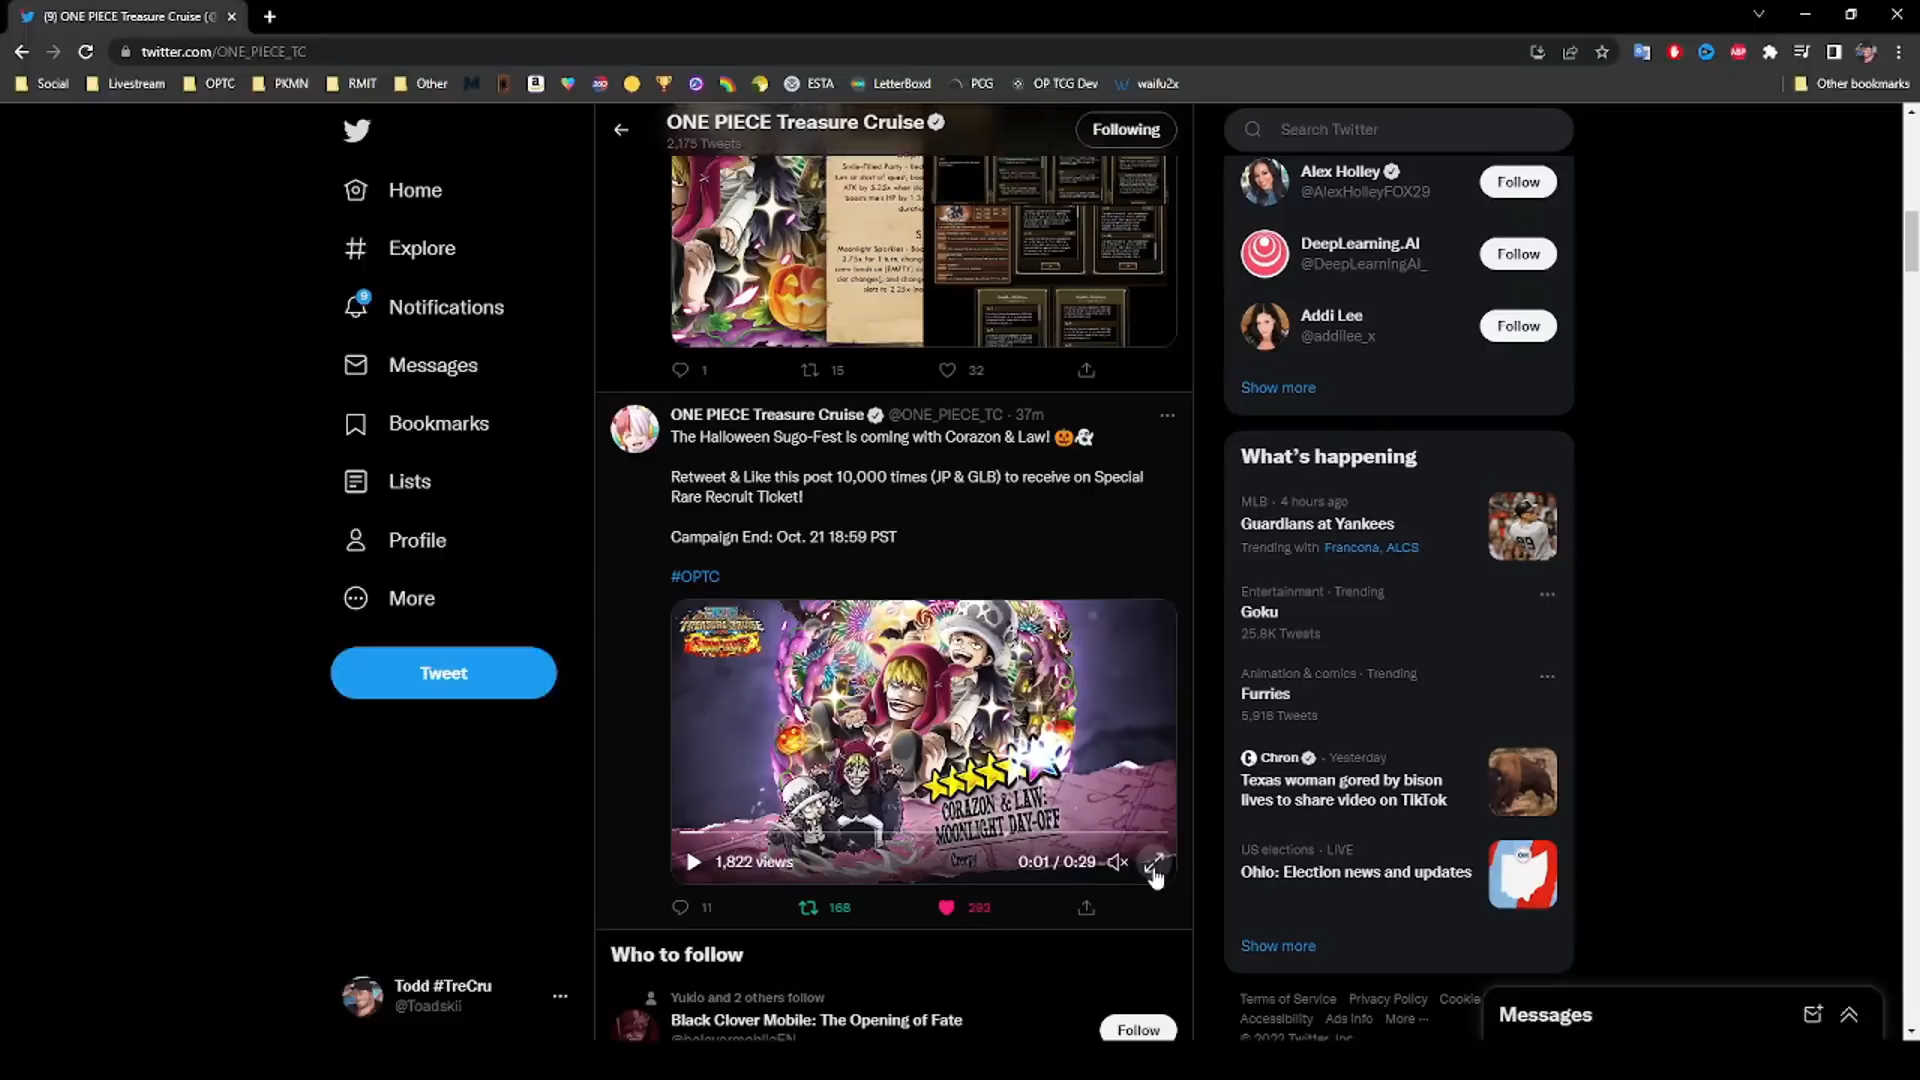 (9) ONE PIECE Treasure Cruise (@
twitter.com/ONE_PIECE_TC
Social
Livestream
OPTC
PKMN
RMIT
Other
ESTA
LetterBoxd
PCG
OP TCG Dev
waifu2x
Other bookmarks
Home
Explore
9
Notifications
Messages
Bookmarks
Lists
Profile
More
Tweet
Todd #TreCru
@Toadskii
ONE PIECE Treasure Cruise
2,175 Tweets
Following
1
15
32
ONE PIECE Treasure Cruise @ONE_PIECE_TC · 37m
The Halloween Sugo-Fest is coming with Corazon & Law!
Retweet & Like this post 10,000 times (JP & GLB) to receive on Special
Rare Recruit Ticket!
Campaign End: Oct. 21 18:59 PST
#OPTC
TREASURE CRUISE
CORAZON & LAW:
MOONLIGHT DAY-OFF
Creepy
1,822 views
0:01 / 0:29
11
168
293
Who to follow
Yukio and 2 others follow
Black Clover Mobile: The Opening of Fate
Follow
Search Twitter
Alex Holley
@AlexHolleyFOX29
Follow
DeepLearning.AI
@DeepLearningAI_
Follow
Addi Lee
@addilee_x
Follow
Show more
What's happening
MLB · 4 hours ago
Guardians at Yankees
Trending with Francona, ALCS
Entertainment · Trending
Goku
25.8K Tweets
Animation & comics · Trending
Furries
5,918 Tweets
Chron · Yesterday
Texas woman gored by bison
lives to share video on TikTok
US elections · LIVE
Ohio: Election news and updates
Show more
Terms of Service Privacy Policy Cookie
Accessibility Ads Info More ···
© 2022 Twitter, Inc.
Messages